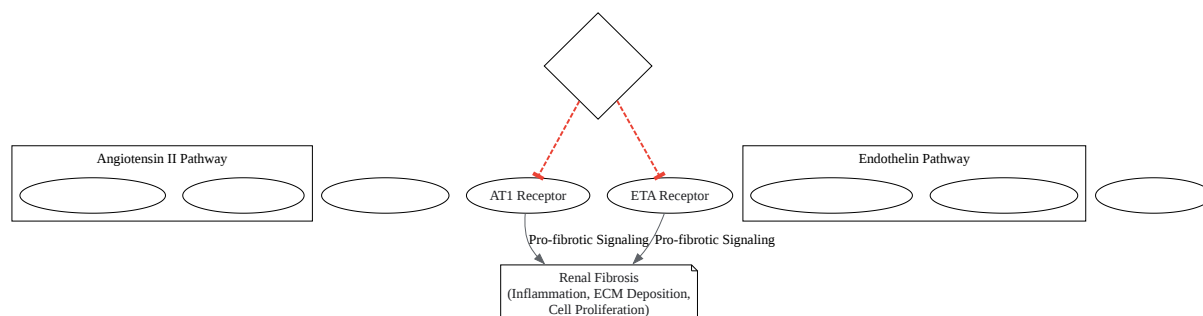 Angiotensin II Pathway
Endothelin Pathway
AT1 Receptor
ETA Receptor
Pro-fibrotic Signaling
Pro-fibrotic Signaling
Renal Fibrosis
(Inflammation, ECM Deposition,
Cell Proliferation)